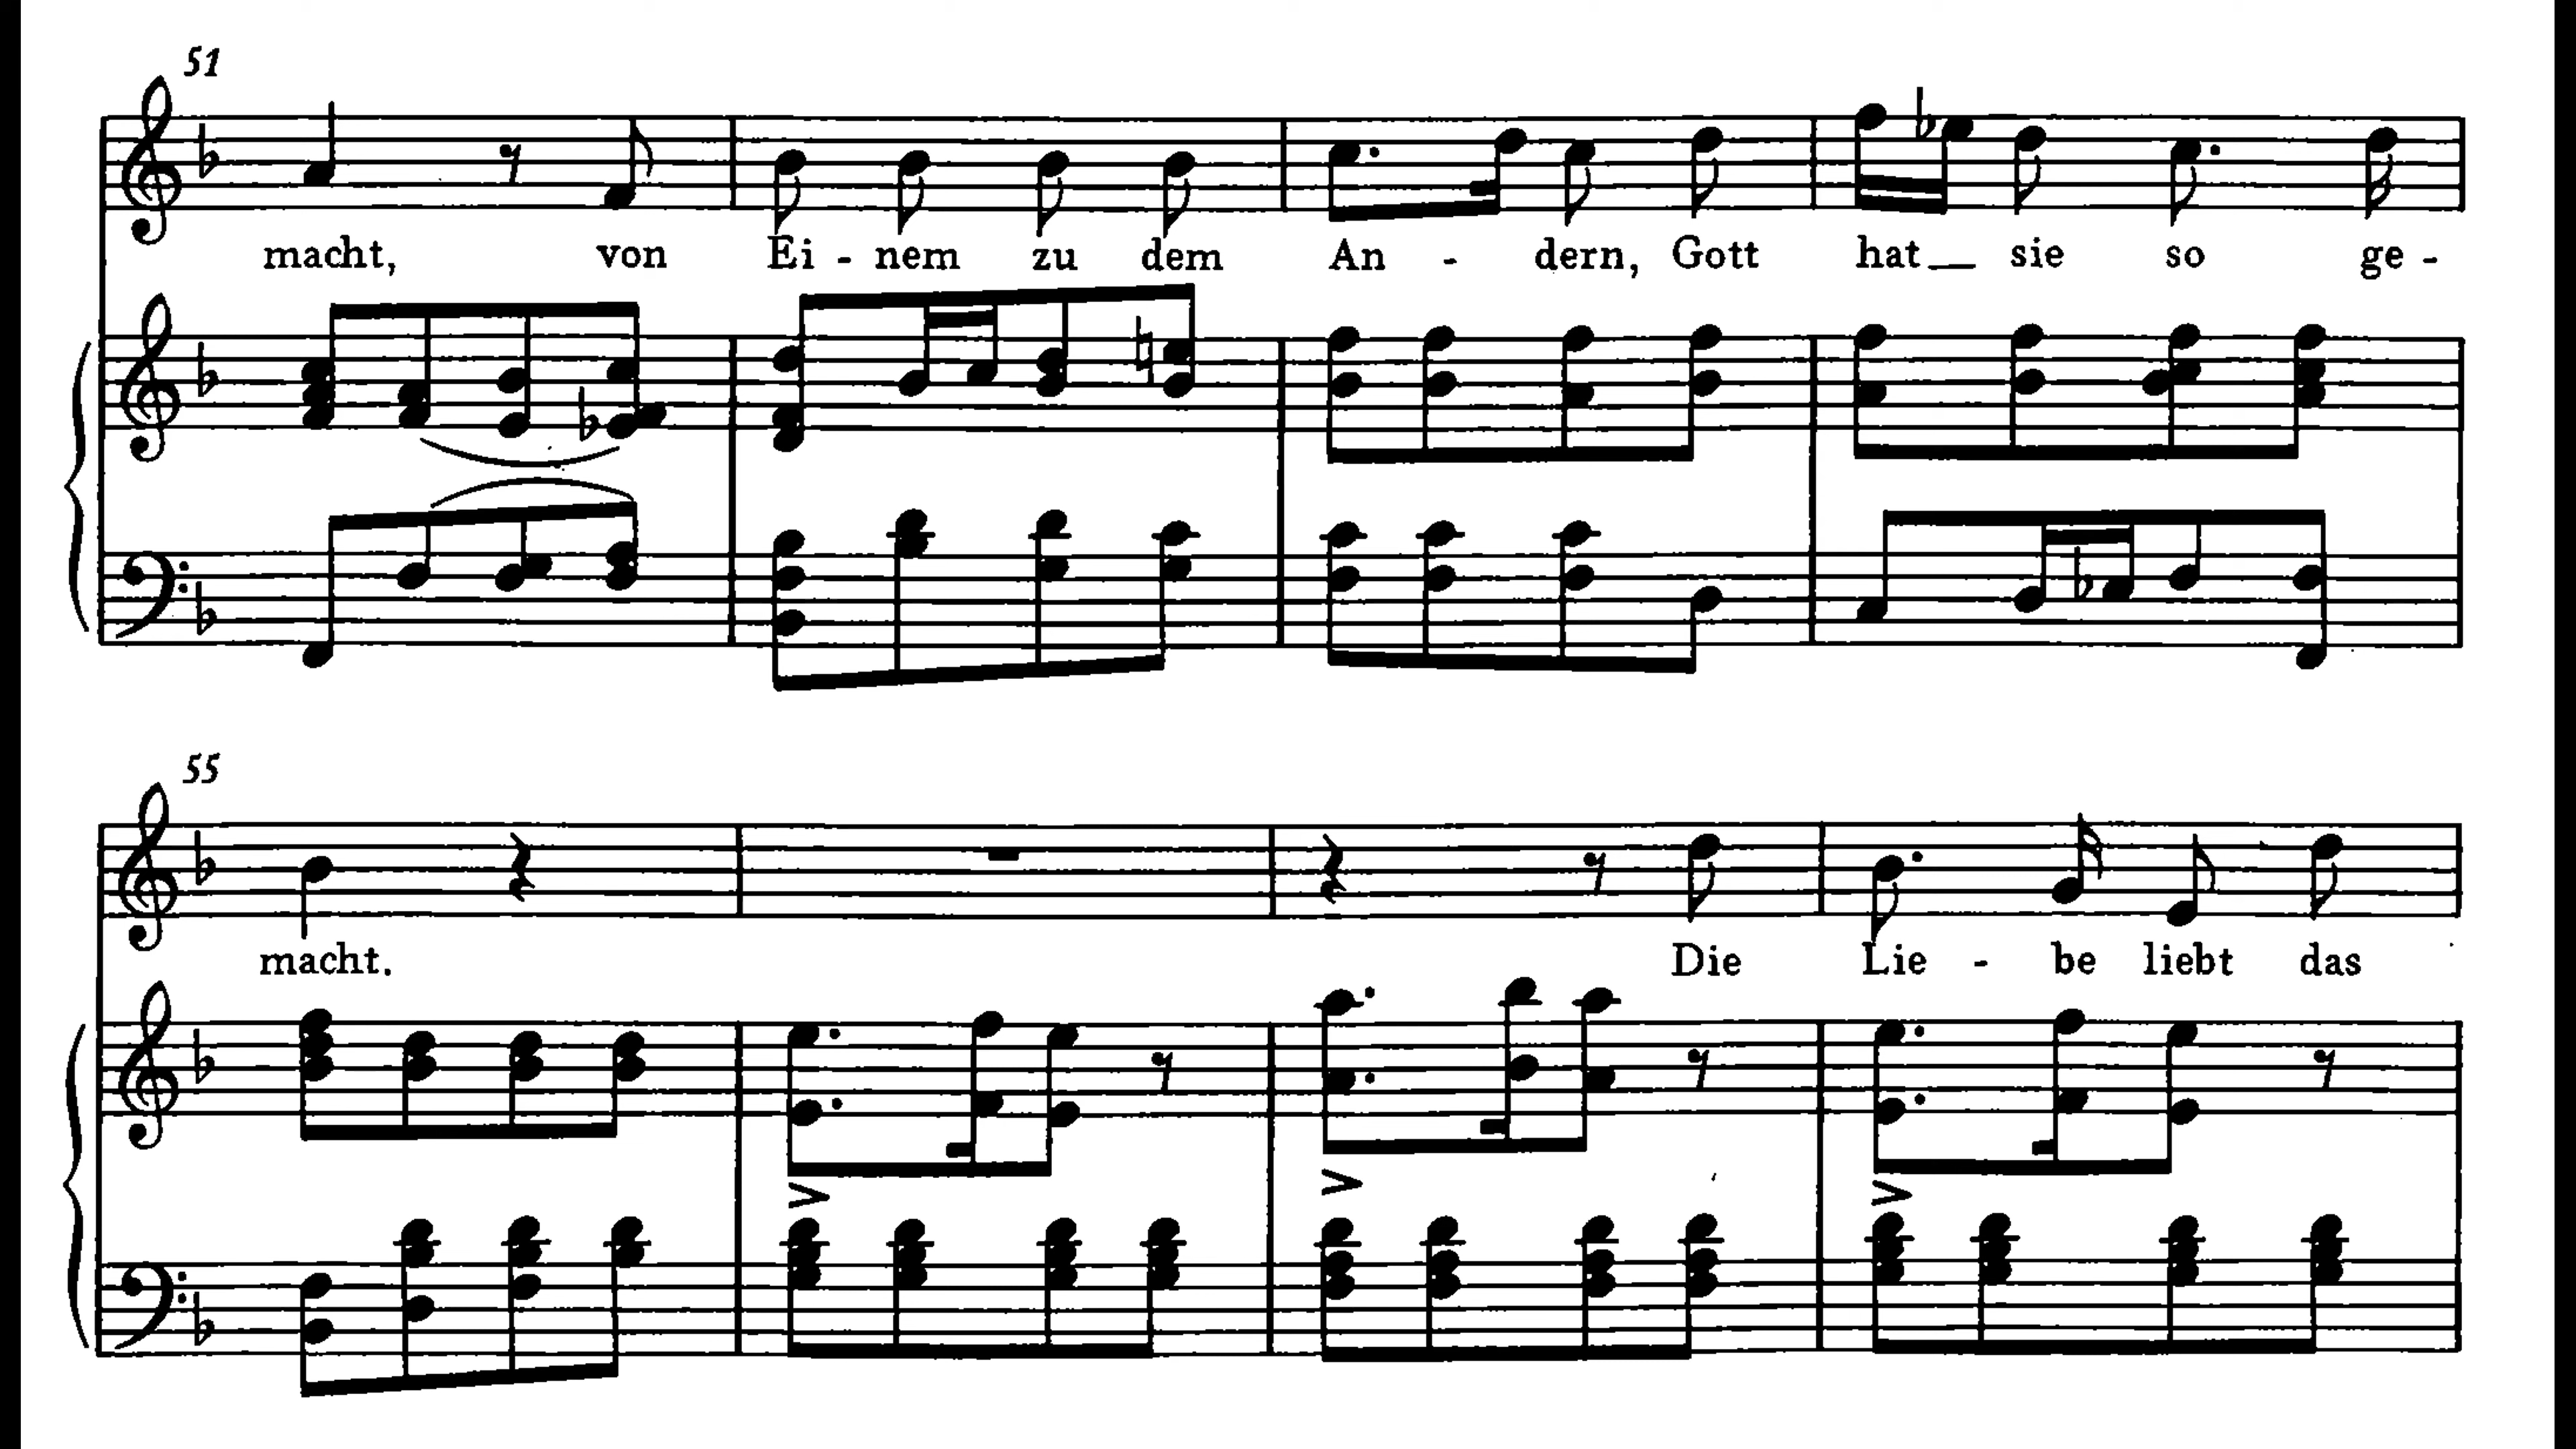 51
macht, von Ei - nem zu dem An - dern, Gott hat__ sie so ge -
55
macht. Die Lie - be liebt das